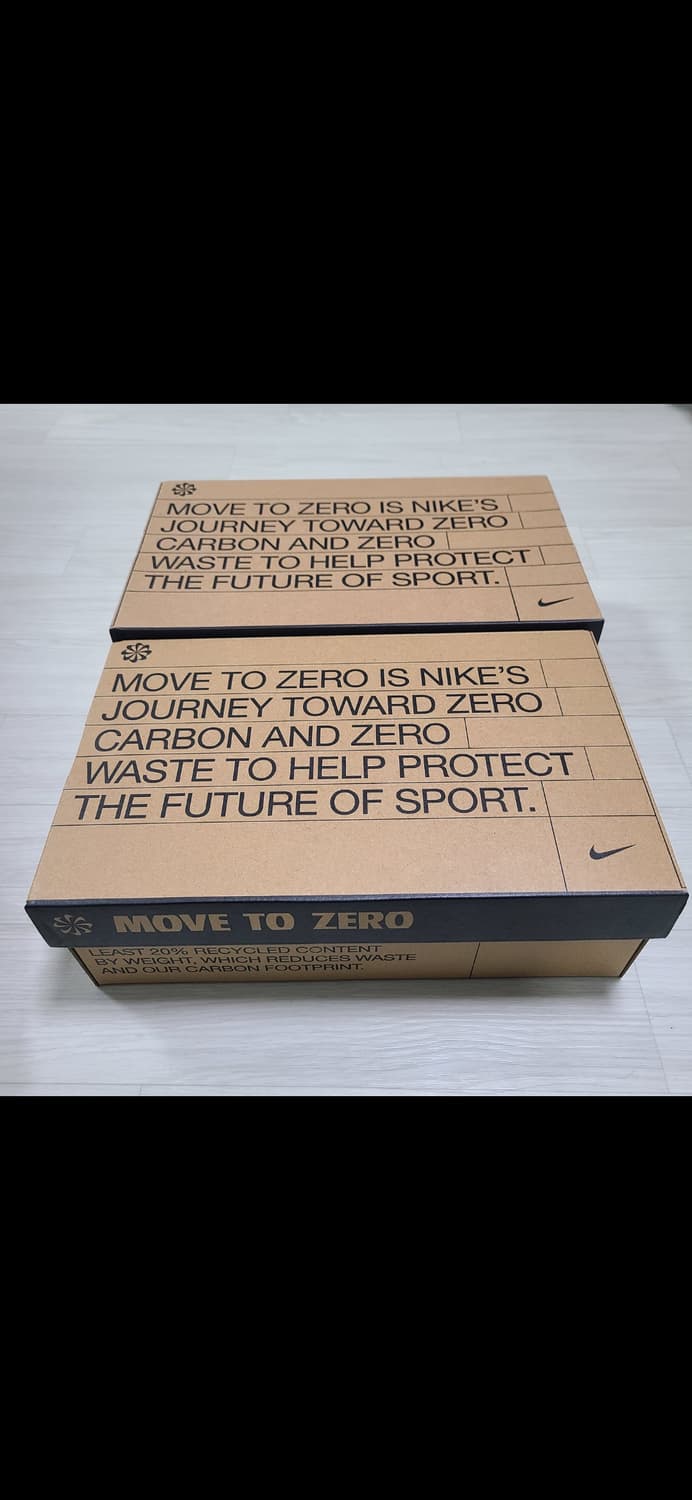 MOVE TO ZERO IS NIKE'S
JOURNEY TOWARD ZERO
CARBON AND ZERO
WASTE TO HELP PROTECT
THE FUTURE OF SPORT.
MOVE TO ZERO IS NIKE'S
JOURNEY TOWARD ZERO
CARBON AND ZERO
WASTE TO HELP PROTECT
THE FUTURE OF SPORT.
MOVE TO ZERO
LEAST 20% RECYCLED CONTENT
BY WEIGHT, WHICH REDUCES WASTE
AND OUR CARBON FOOTPRINT.